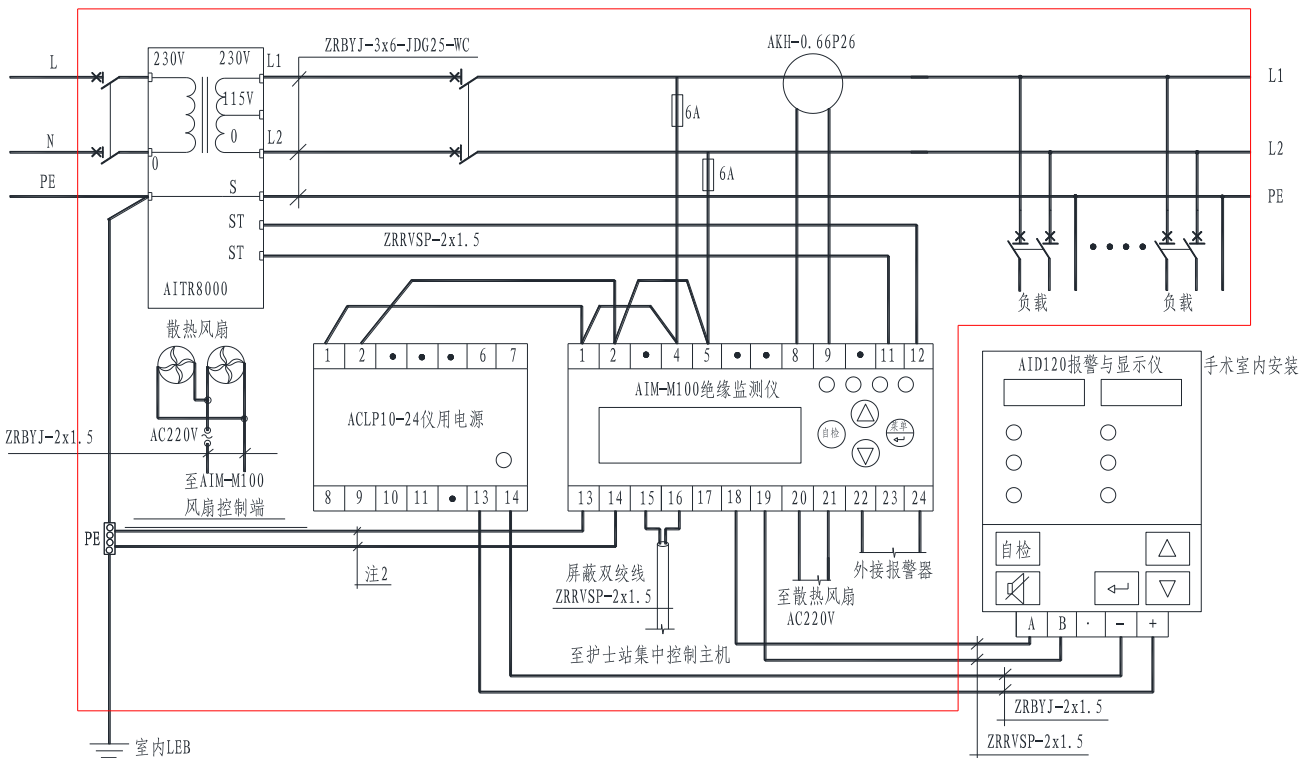 ZRBYJ-3x6-JDG25-WC
AKH-0.66P26
L
230V
230V
L1
L1
115V
6A
N
0
L2
L2
0
6A
PE
S
PE
ST
ZRRVSP-2x1.5
ST
AITR8000
负载
负载
散热风扇
1 2 • • • 6 7
1 2 • 4 5 • • 8 9 • 11 12
AID120报警与显示仪
手术室内安装
AIM-M100绝缘监测仪
ACLP10-24仪用电源
自检
菜单
ZRBYJ-2x1.5
AC220V
至AIM-M100
风扇控制端
8 9 10 11 • 13 14
13 14 15 16 17 18 19 20 21 22 23 24
PE
注2
屏蔽双绞线
ZRRVSP-2x1.5
至散热风扇
AC220V
外接报警器
自检
A B · - +
至护士站集中控制主机
ZRBYJ-2x1.5
ZRRVSP-2x1.5
室内LEB